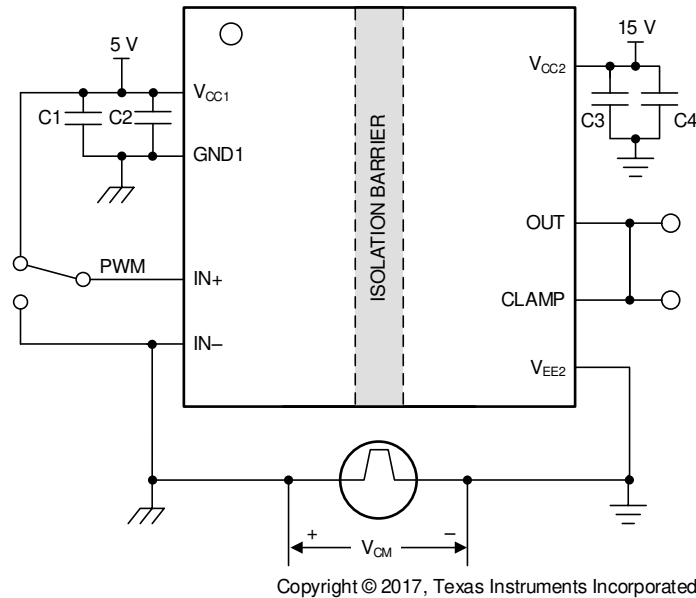 5 V
15 V
VCC1
VCC2
C1
C2
C3
C4
GND1
ISOLATION BARRIER
OUT
PWM
IN+
CLAMP
IN–
VEE2
+
VCM
–
Copyright © 2017, Texas Instruments Incorporated